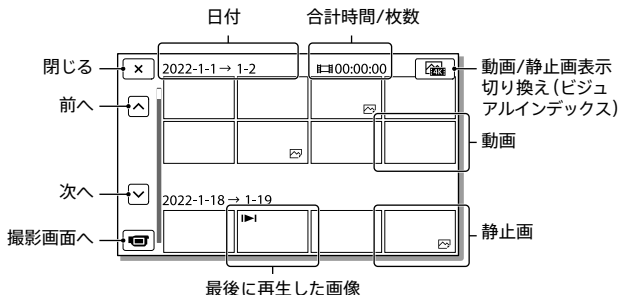 日付
合計時間/枚数
閉じる
2022-1-1 → 1-2
00:00:00
4K
動画/静止画表示
切り換え(ビジュ
アルインデックス)
前へ
動画
次へ
2022-1-18 → 1-19
撮影画面へ
静止画
最後に再生した画像